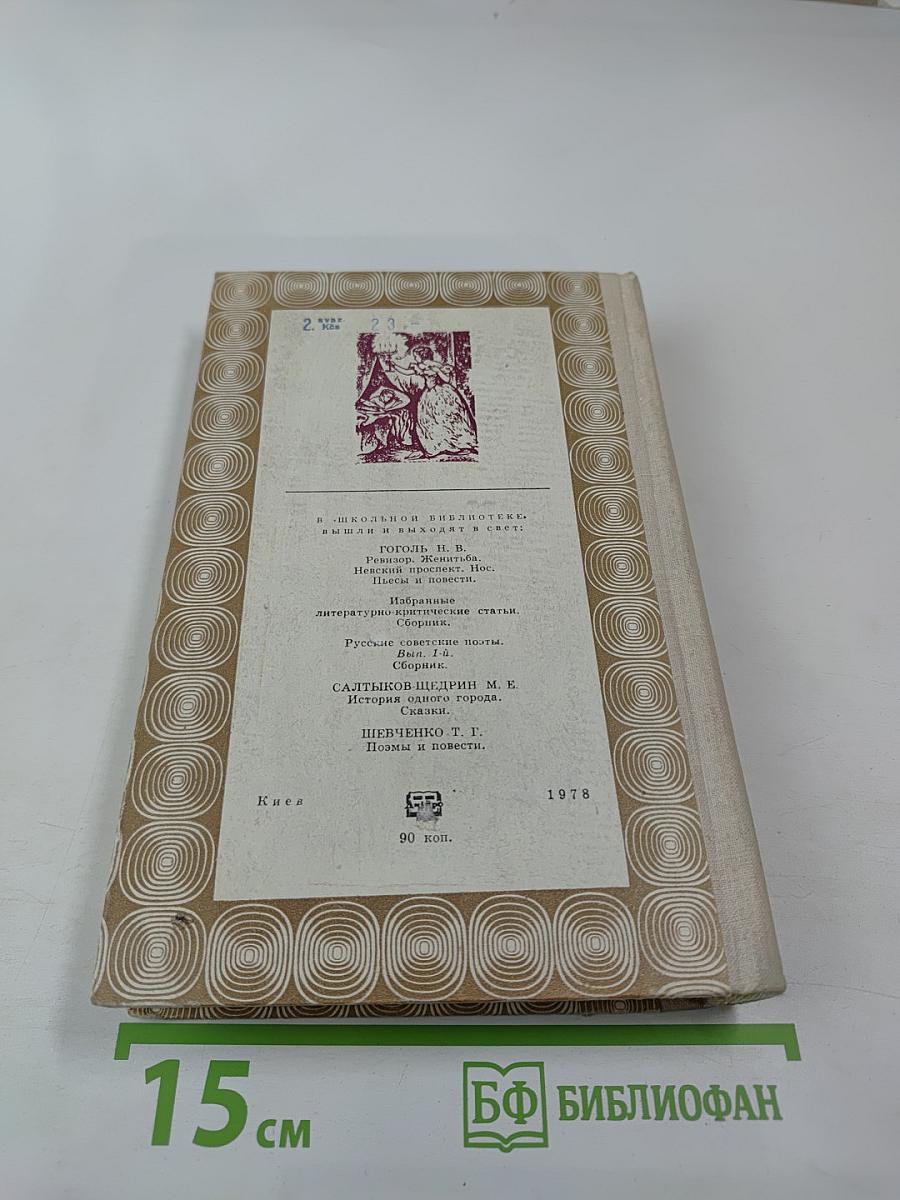 2. вуаz. Kčs 23,-
В «ШКОЛЬНОЙ БИБЛИОТЕКЕ»
ВЫШЛИ И ВЫХОДЯТ В СВЕТ:
ГОГОЛЬ Н. В.
Ревизор. Женитьба.
Невский проспект. Нос.
Пьесы и повести.
Избранные
литературно-критические статьи.
Сборник.
Русские советские поэты.
Вып. 1-й.
Сборник.
САЛТЫКОВ-ЩЕДРИН М. Е.
История одного города.
Сказки.
ШЕВЧЕНКО Т. Г.
Поэмы и повести.
Киев 1978
90 коп.
15 см
БФ БИБЛИОФАН